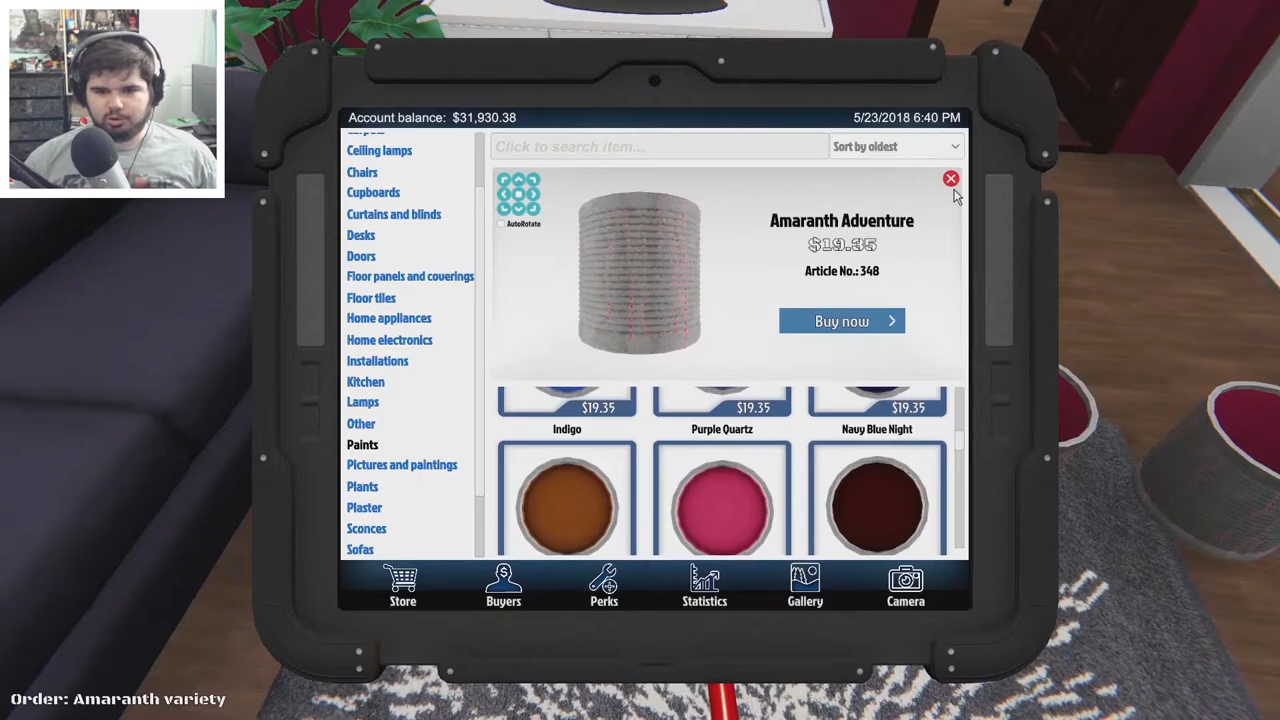 Account balance: $31,930.38
5/23/2018 6:40 PM
Ceiling lamps
Chairs
Cupboards
Curtains and blinds
Desks
Doors
Floor panels and coverings
Floor tiles
Home appliances
Home electronics
Installations
Kitchen
Lamps
Other
Paints
Pictures and paintings
Plants
Plaster
Sconces
Sofas
Click to search item...
Sort by oldest
AutoRotate
Amaranth Adventure
$19.35
Article No.: 348
Buy now
$19.35
$19.35
$19.35
Indigo
Purple Quartz
Navy Blue Night
Store
Buyers
Perks
Statistics
Gallery
Camera
Order: Amaranth variety